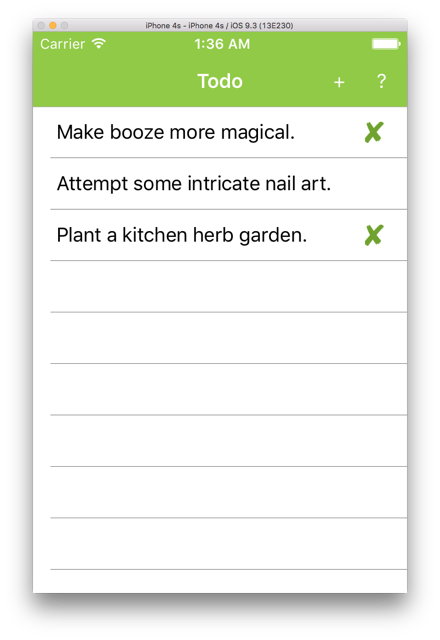 iPhone 4s - iPhone 4s / iOS 9.3 (13E230)
Carrier 1:36 AM
Todo + ?
Make booze more magical. ✘
Attempt some intricate nail art.
Plant a kitchen herb garden. ✘